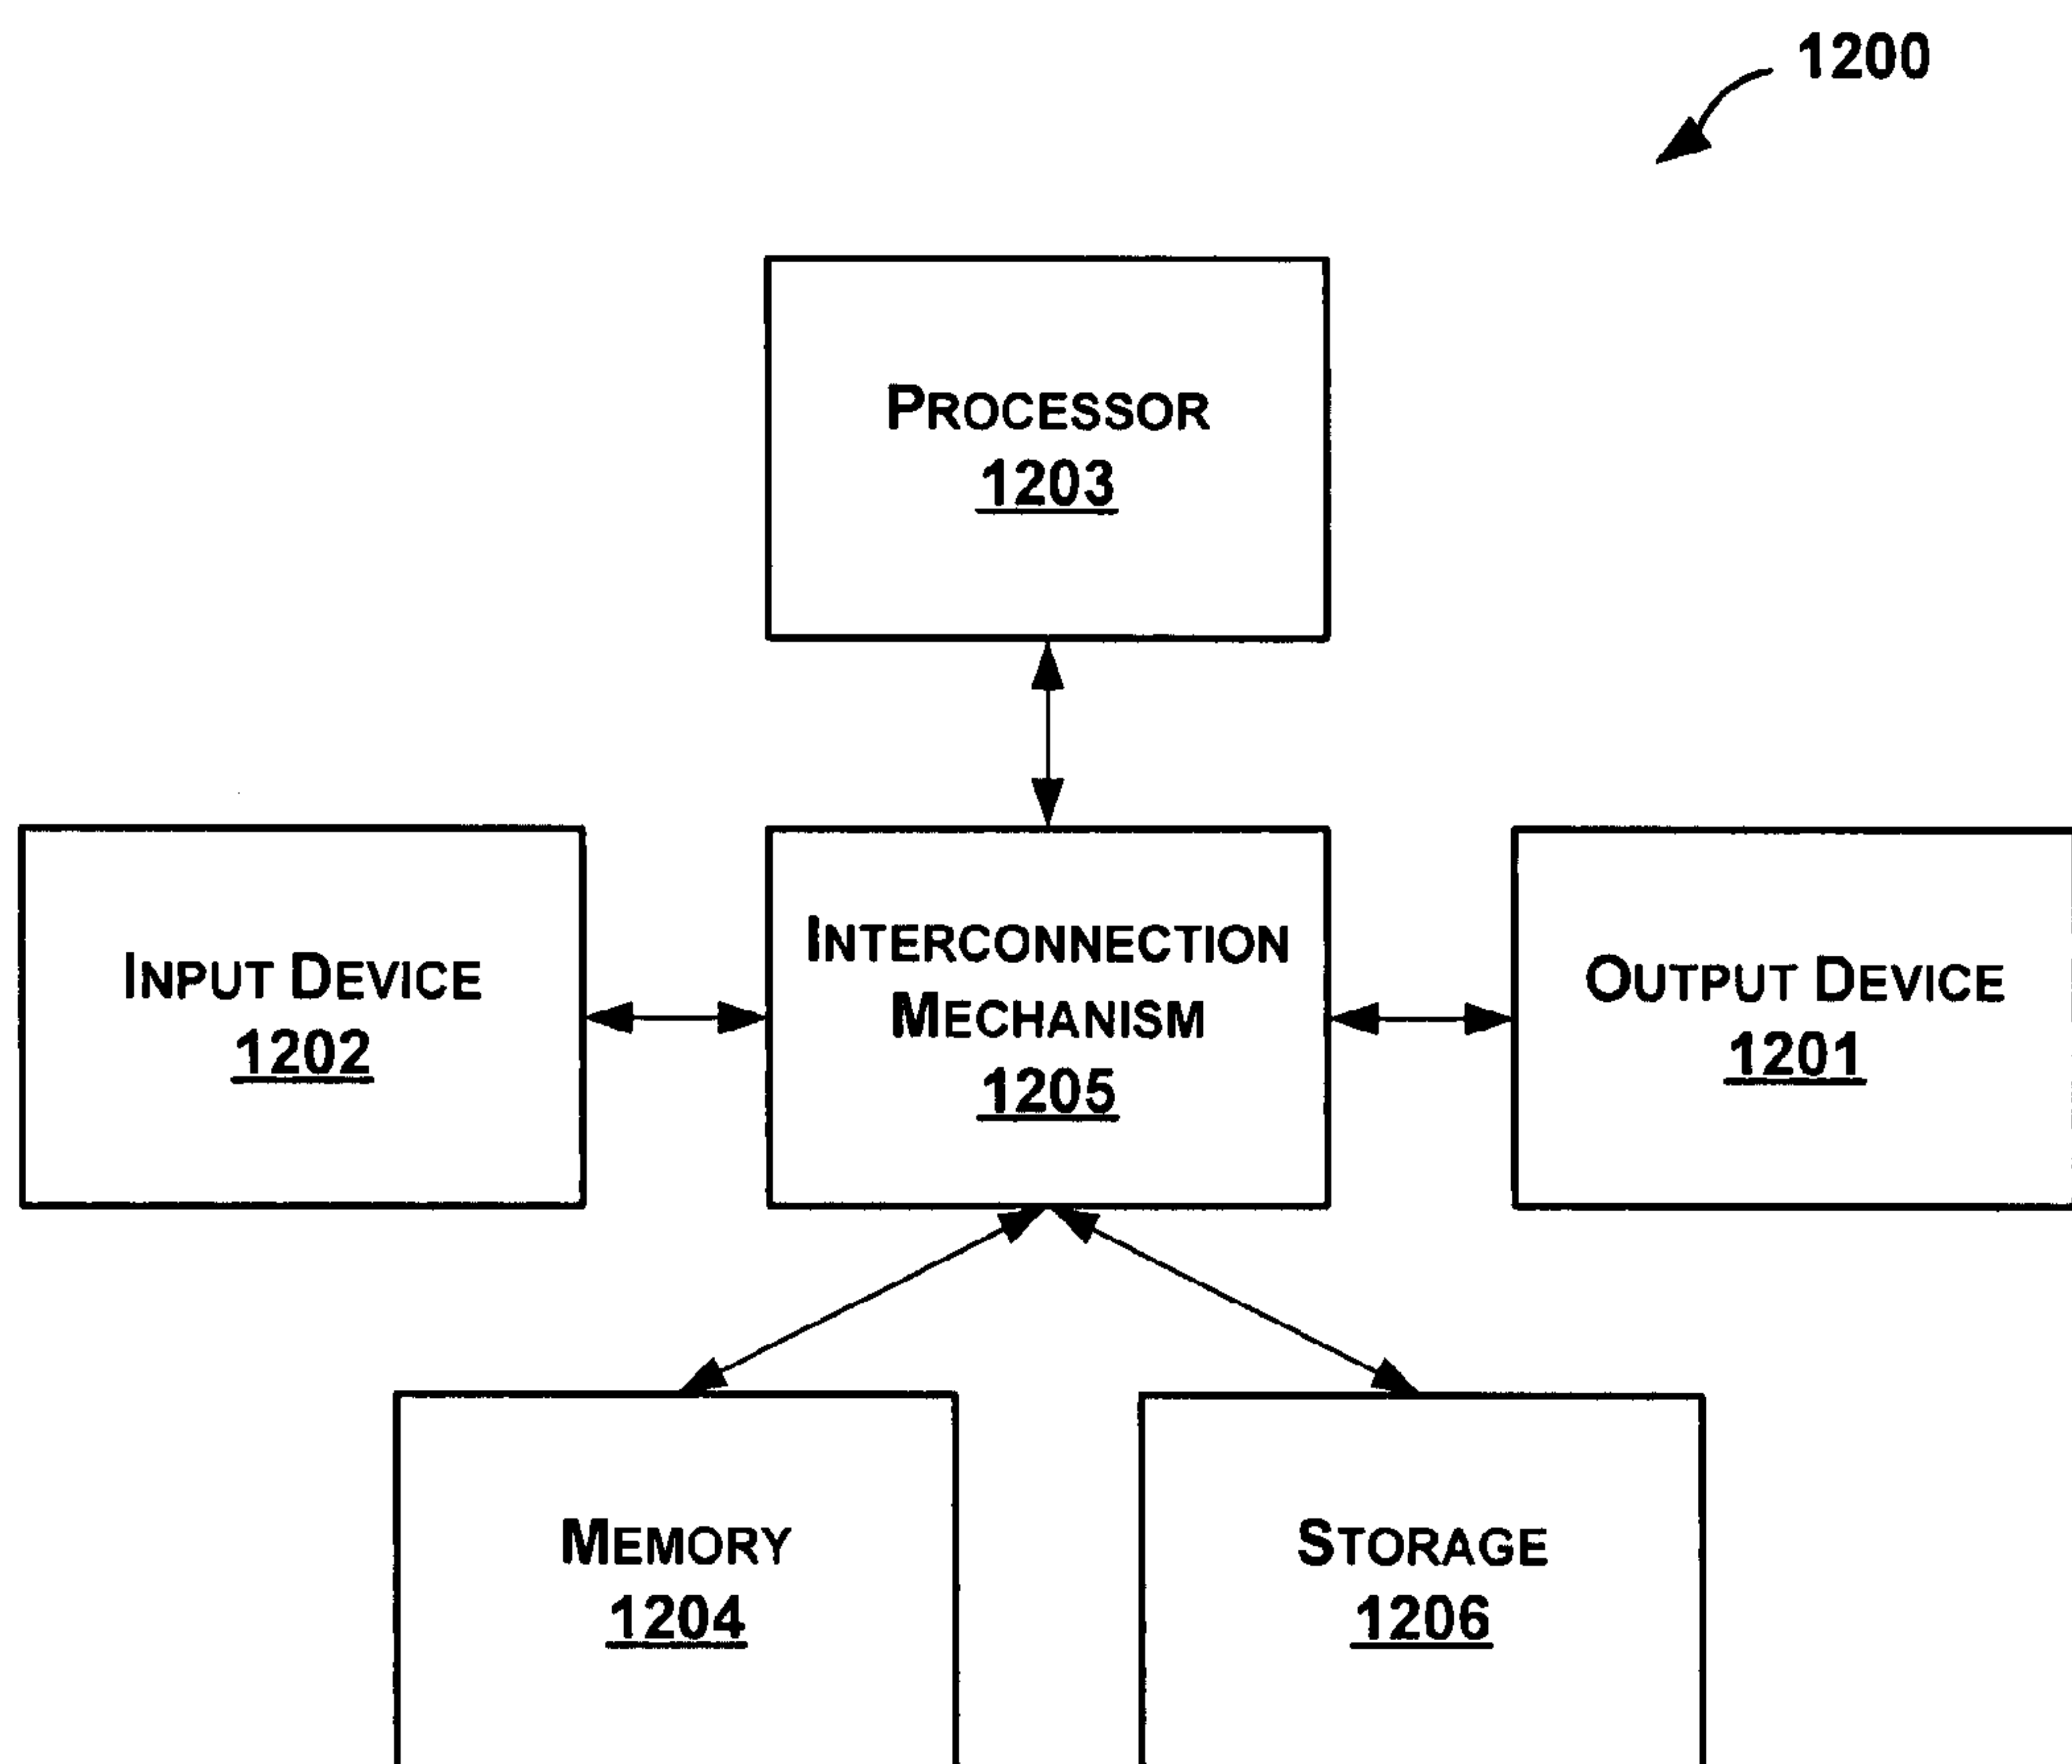 1200
PROCESSOR
1203
INPUT DEVICE
1202
INTERCONNECTION
MECHANISM
1205
OUTPUT DEVICE
1201
MEMORY
1204
STORAGE
1206